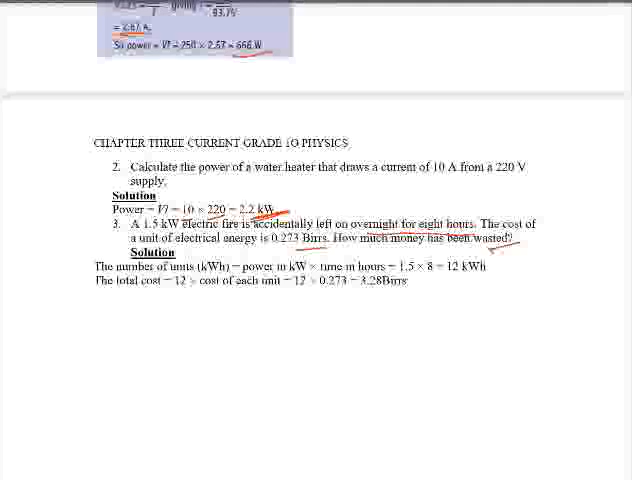 giving I =
93.75
= 2.67 A.
So power = VI = 250 × 2.67 = 668 W
CHAPTER THREE CURRENT GRADE 10 PHYSICS
2. Calculate the power of a water heater that draws a current of 10 A from a 220 V
supply.
Solution
Power = VI = 10 × 220 = 2.2 kW
3. A 1.5 kW electric fire is accidentally left on overnight for eight hours. The cost of
a unit of electrical energy is 0.273 Birrs. How much money has been wasted?
Solution
The number of units (kWh) = power in kW × time in hours = 1.5 × 8 = 12 kWh
The total cost = 12 × cost of each unit = 12 × 0.273 = 3.28Birrs